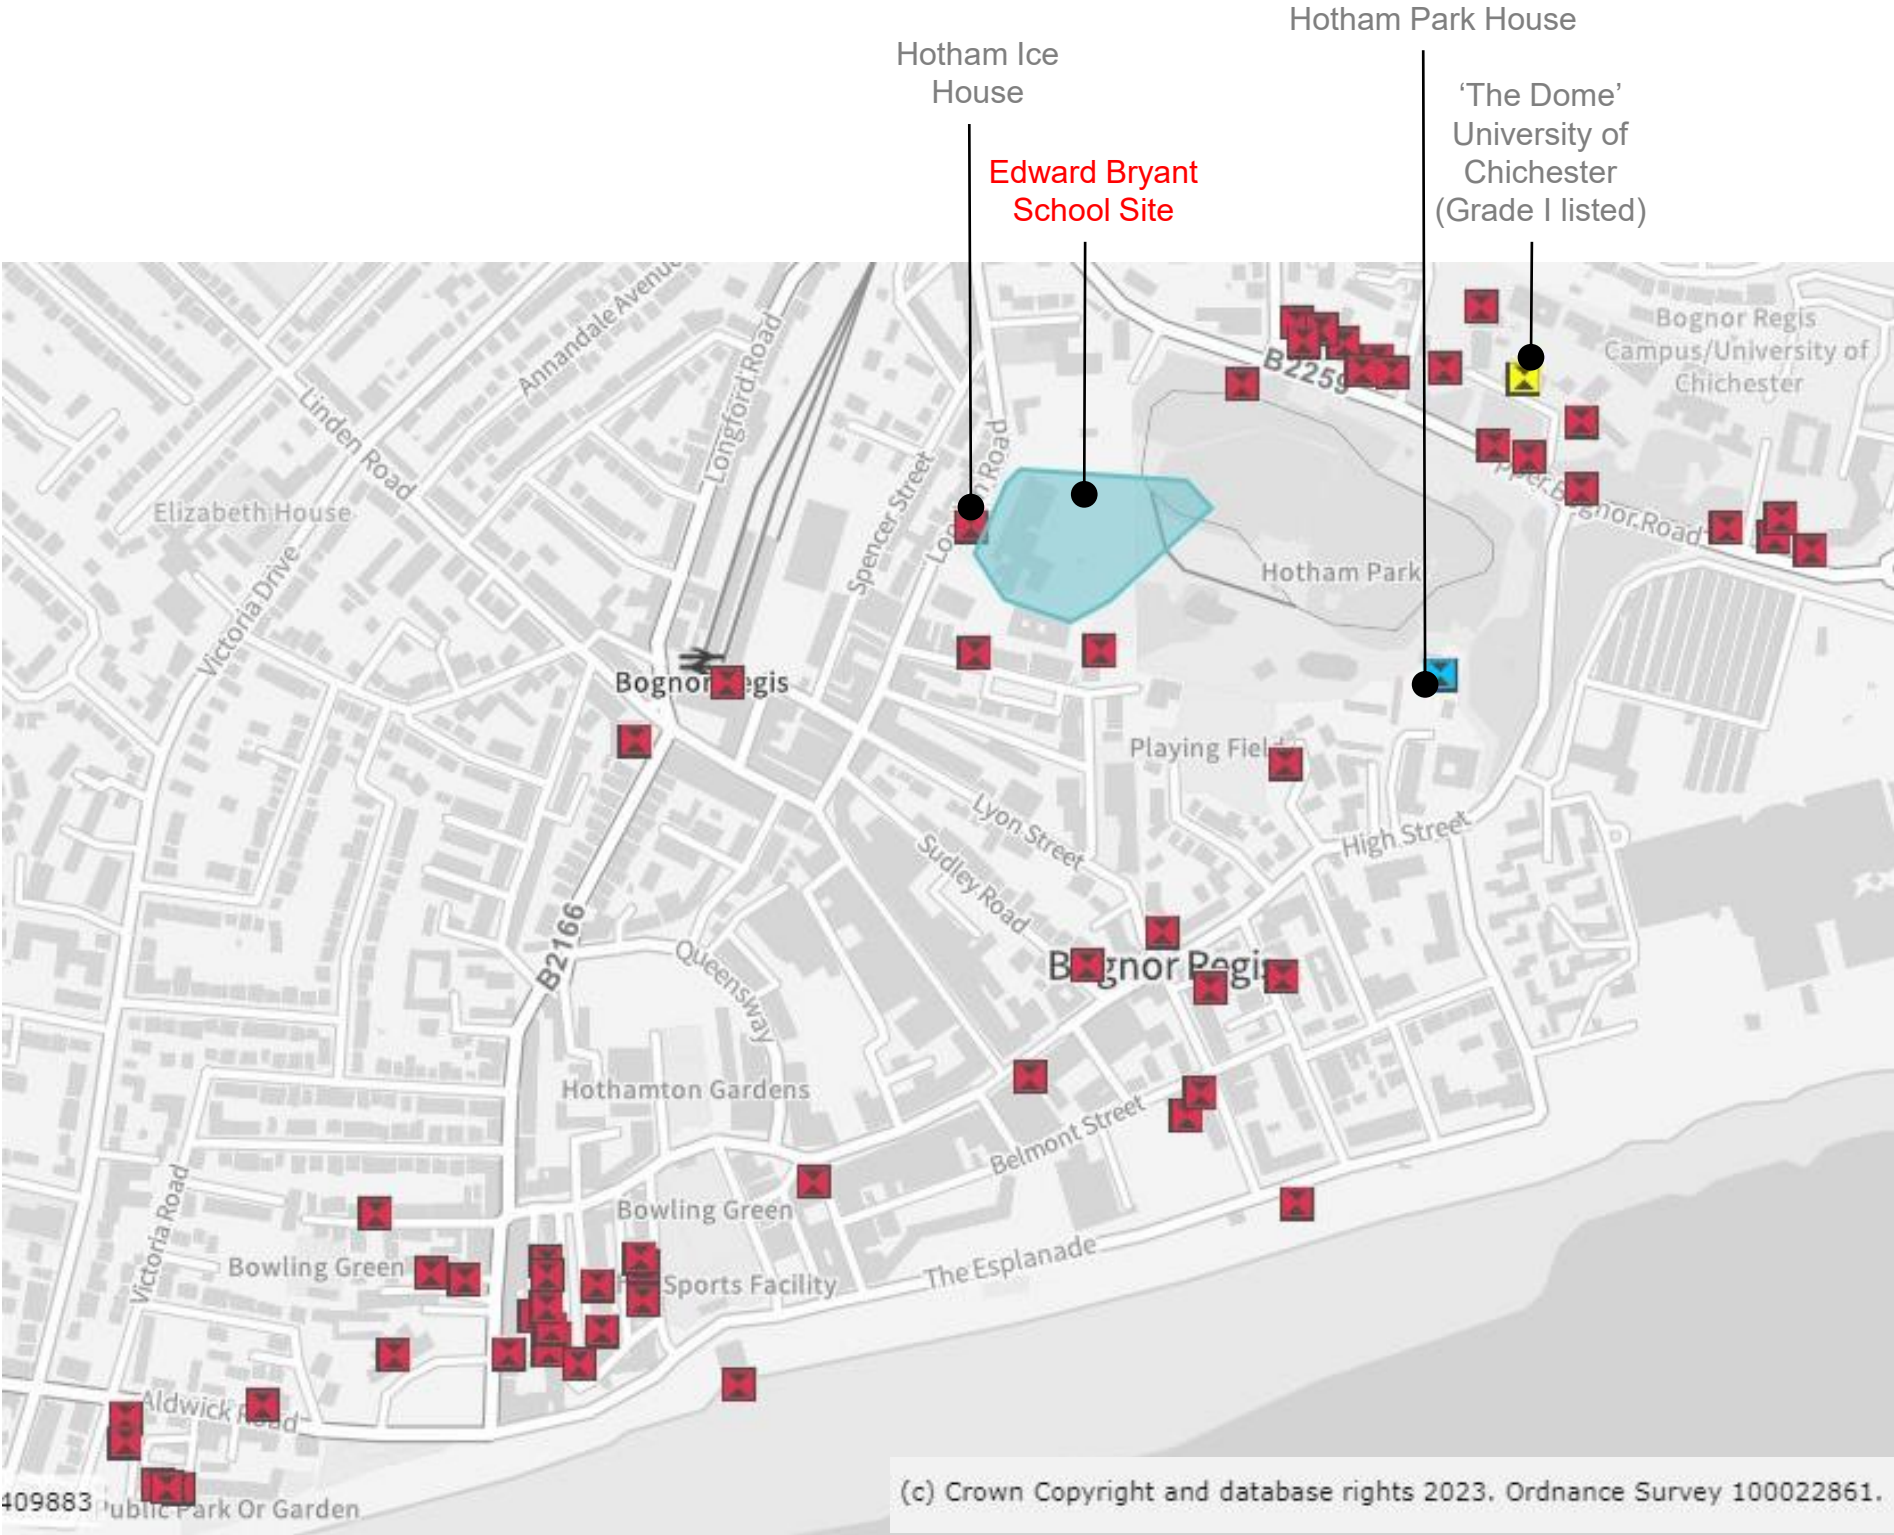 Hotham Park House
Hotham Ice
House
‘The Dome’
University of
Chichester
(Grade I listed)
Edward Bryant
School Site
Annandale Avenue
Longford Road
Linden Road
B2259
Bognor Regis
Campus/University of
Chichester
Elizabeth House
Spencer Street
Road
Upper Bognor Road
Victoria Drive
Hotham Park
Bognor Regis
Playing Field
Lyon Street
High Street
Sudley Road
B2166
Queensway
Bognor Regis
Hothamton Gardens
Belmont Street
Victoria Road
Bowling Green
Bowling Green
Sports Facility
The Esplanade
Aldwick Road
409883
Public Park Or Garden
(c) Crown Copyright and database rights 2023. Ordnance Survey 100022861.